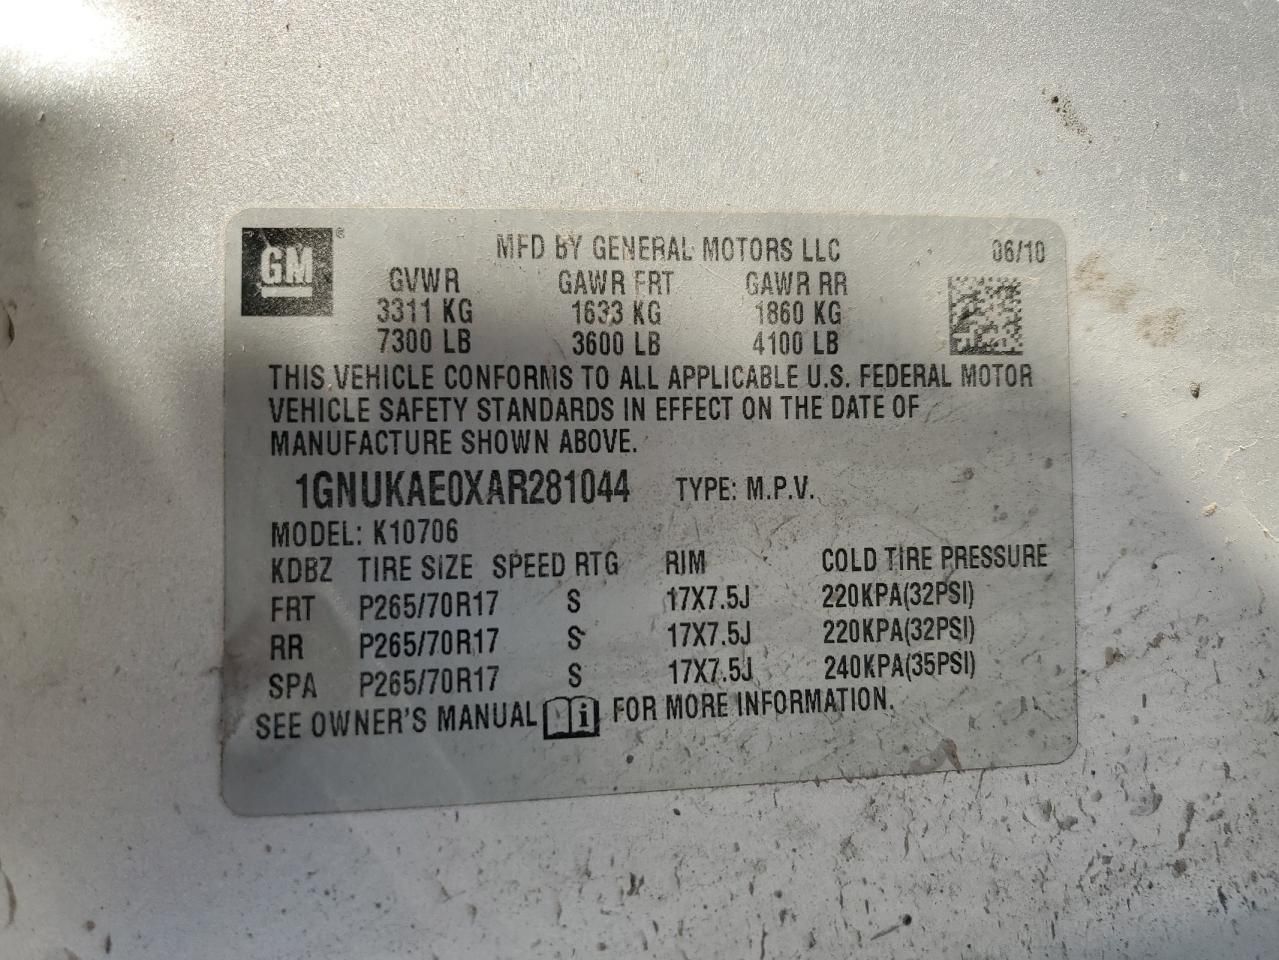 GM®
MFD BY GENERAL MOTORS LLC 06/10
GVWR GAWR FRT GAWR RR
3311 KG 1633 KG 1860 KG
7300 LB 3600 LB 4100 LB
THIS VEHICLE CONFORMS TO ALL APPLICABLE U.S. FEDERAL MOTOR
VEHICLE SAFETY STANDARDS IN EFFECT ON THE DATE OF
MANUFACTURE SHOWN ABOVE.
1GNUKAE0XAR281044 TYPE: M.P.V.
MODEL: K10706
KDBZ TIRE SIZE SPEED RTG RIM COLD TIRE PRESSURE
FRT P265/70R17 S 17X7.5J 220KPA(32PSI)
RR P265/70R17 S 17X7.5J 220KPA(32PSI)
SPA P265/70R17 S 17X7.5J 240KPA(35PSI)
SEE OWNER'S MANUAL i FOR MORE INFORMATION.